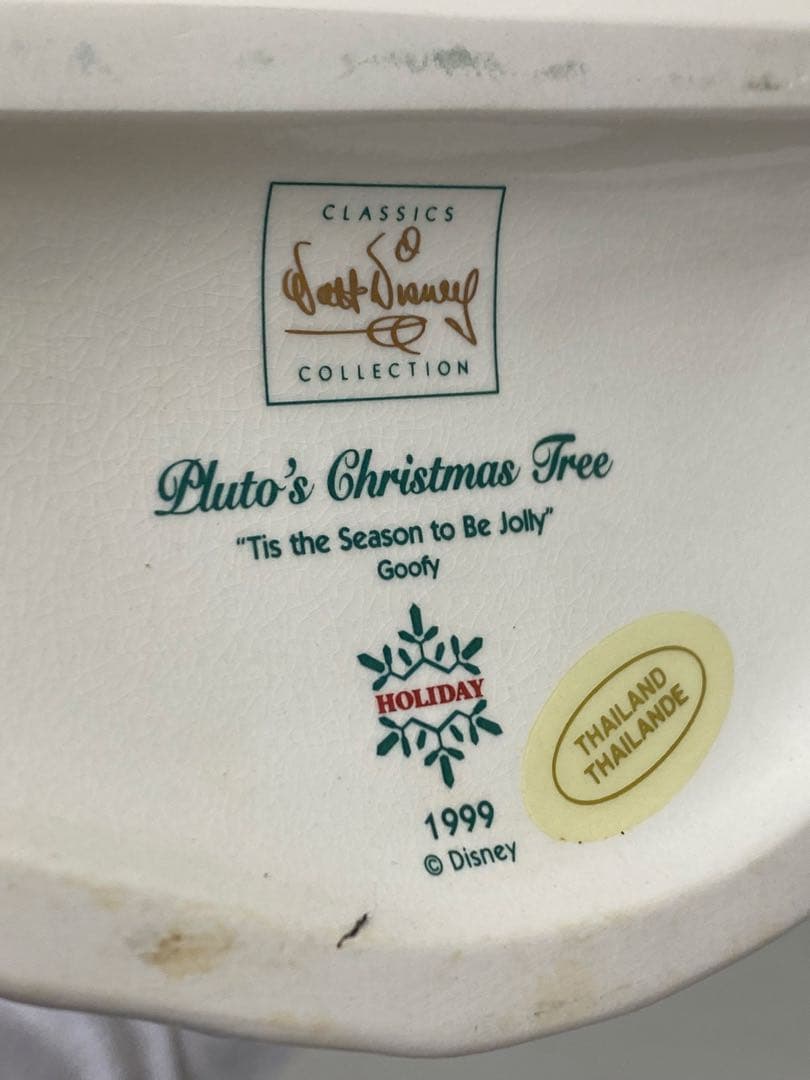 CLASSICS
Walt Disney
COLLECTION
Pluto's Christmas Tree
"Tis the Season to Be Jolly"
Goofy
HOLIDAY
1999
© Disney
THAILAND
THAILANDE